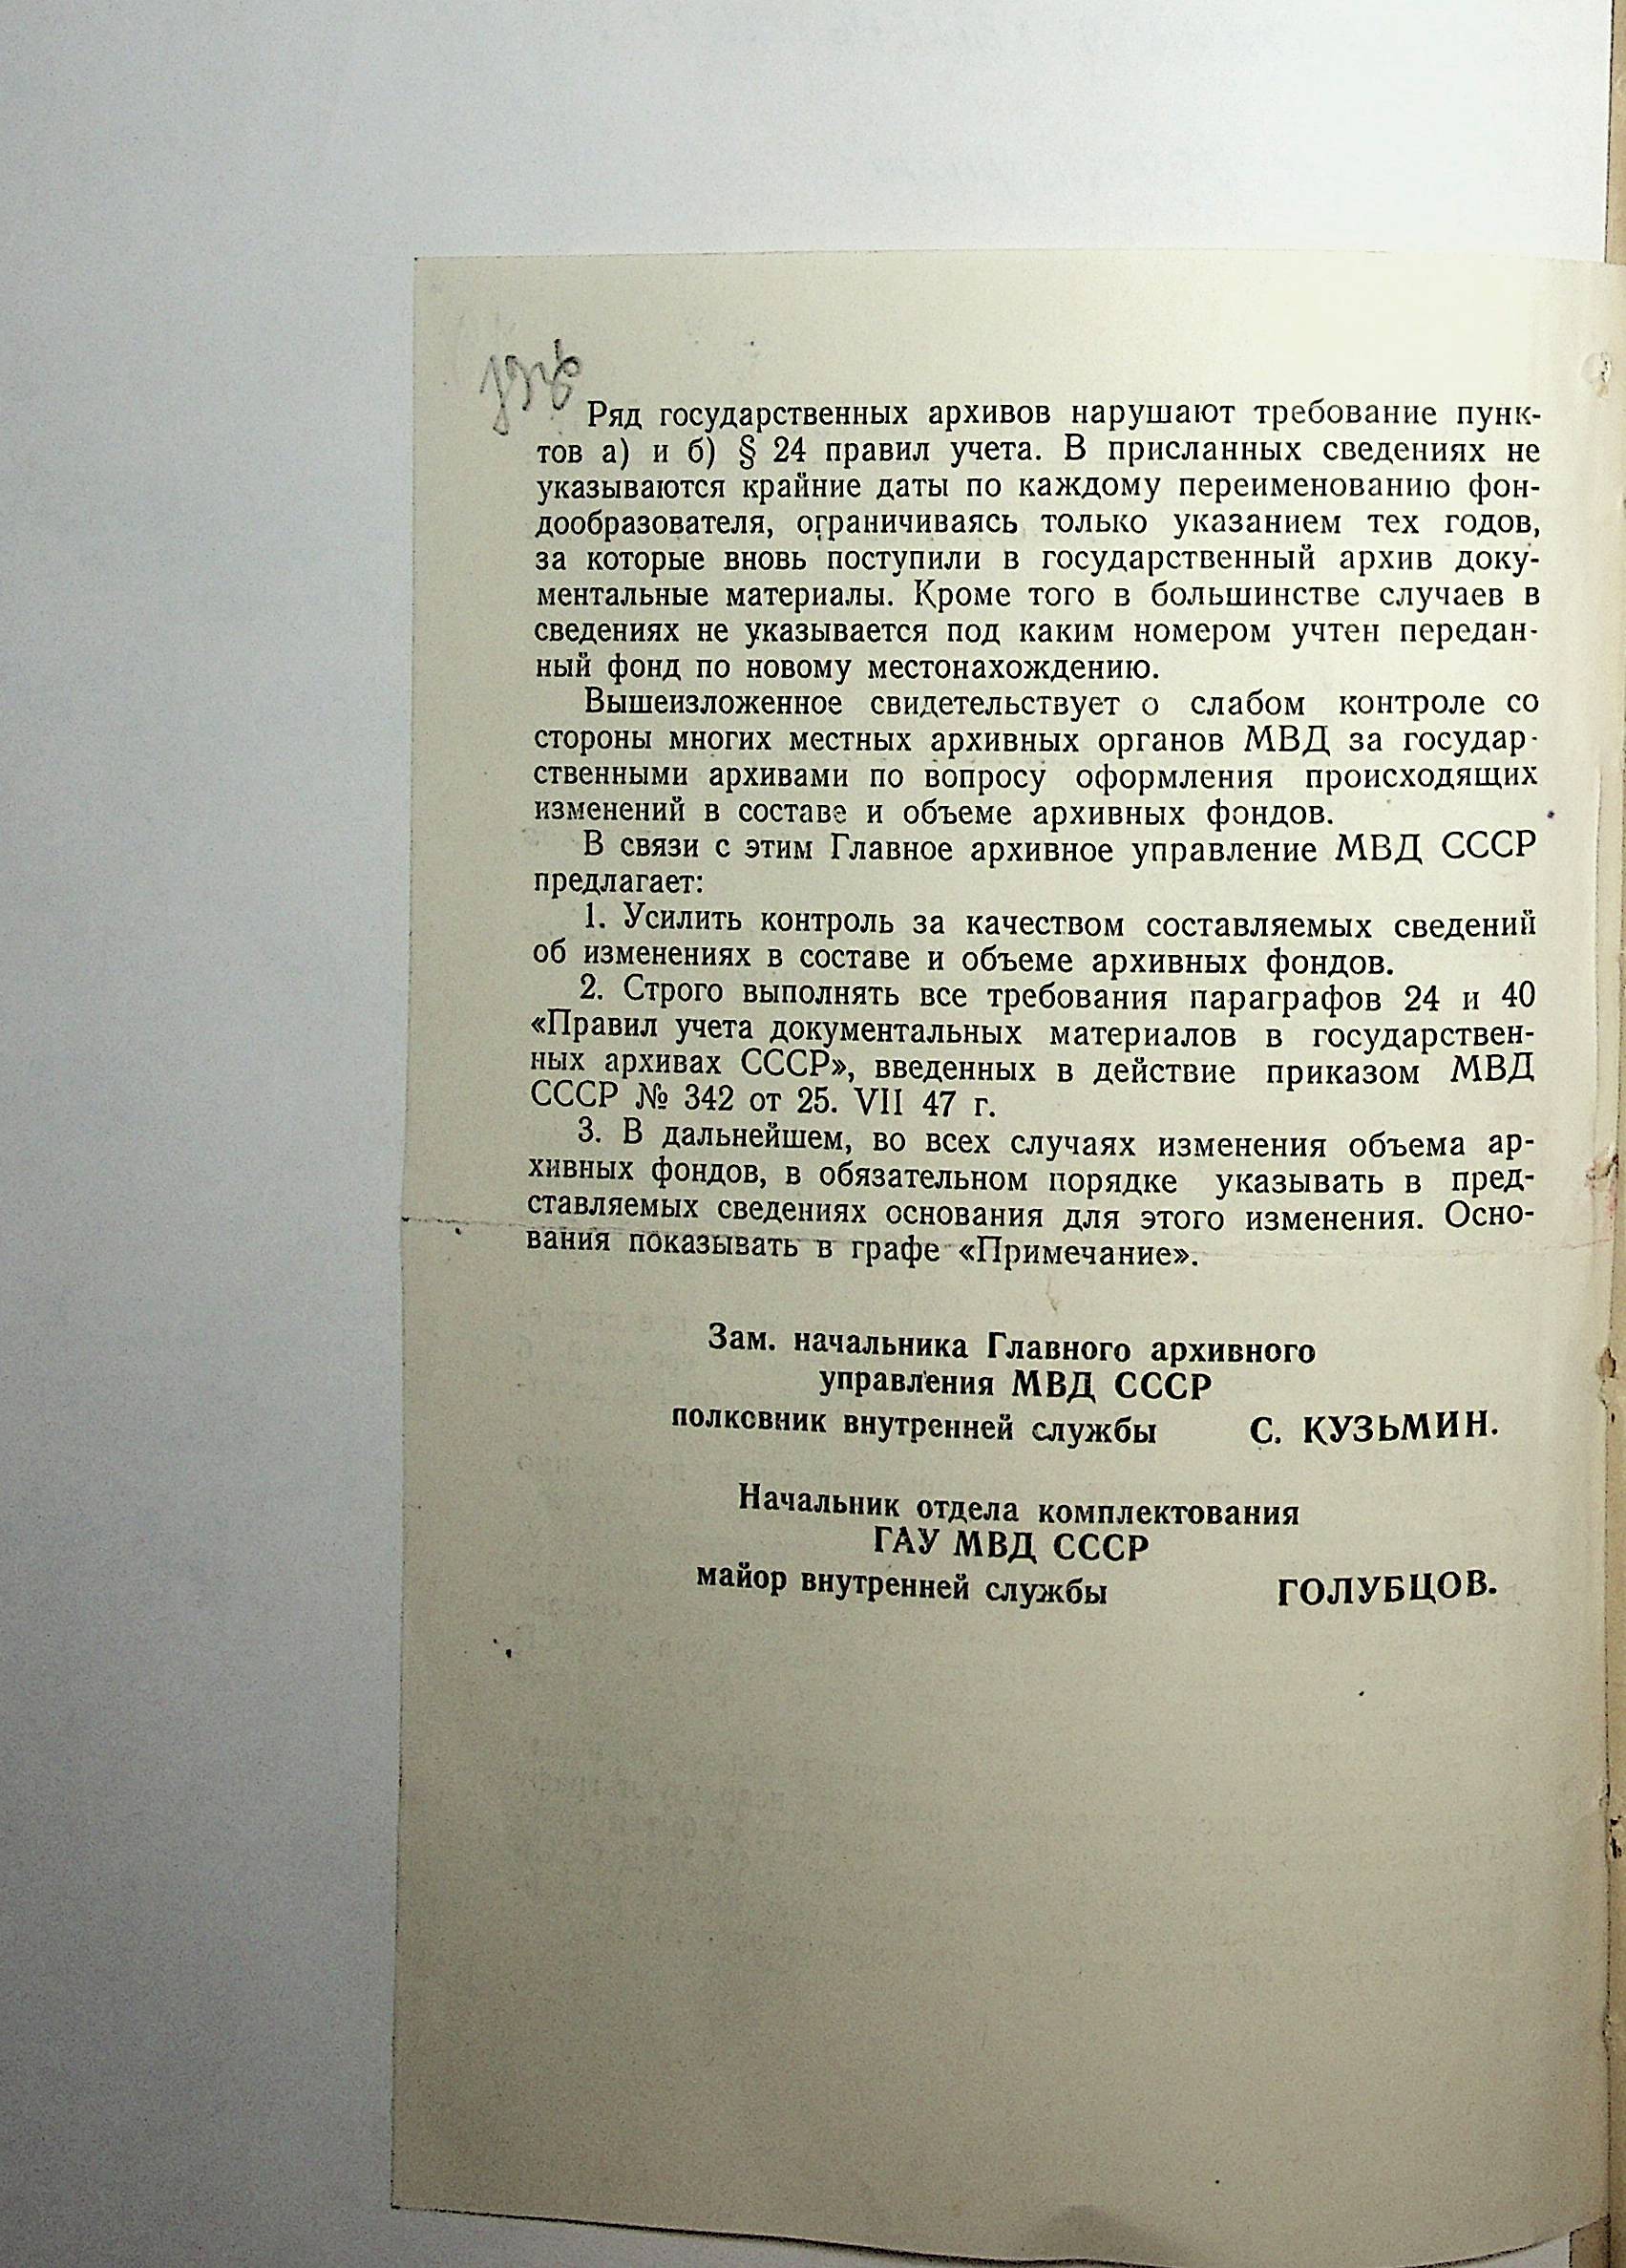 Ряд государственных архивов нарушают требование пунк-
тов а) и б) § 24 правил учета. В присланных сведениях не
указываются крайние даты по каждому переименованию фон-
дообразователя, ограничиваясь только указанием тех годов,
за которые вновь поступили в государственный архив доку-
ментальные материалы. Кроме того в большинстве случаев в
сведениях не указывается под каким номером учтен передан-
ный фонд по новому местонахождению.
Вышеизложенное свидетельствует о слабом контроле со
стороны многих местных архивных органов МВД за государ-
ственными архивами по вопросу оформления происходящих
изменений в составе и объеме архивных фондов.
В связи с этим Главное архивное управление МВД СССР
предлагает:
1. Усилить контроль за качеством составляемых сведений
об изменениях в составе и объеме архивных фондов.
2. Строго выполнять все требования параграфов 24 и 40
«Правил учета документальных материалов в государствен-
ных архивах СССР», введенных в действие приказом МВД
СССР № 342 от 25. VII 47 г.
3. В дальнейшем, во всех случаях изменения объема ар-
хивных фондов, в обязательном порядке указывать в пред-
ставляемых сведениях основания для этого изменения. Осно-
вания показывать в графе «Примечание».
Зам. начальника Главного архивного
управления МВД СССР
полковник внутренней службы С. КУЗЬМИН.
Начальник отдела комплектования
ГАУ МВД СССР
майор внутренней службы ГОЛУБЦОВ.